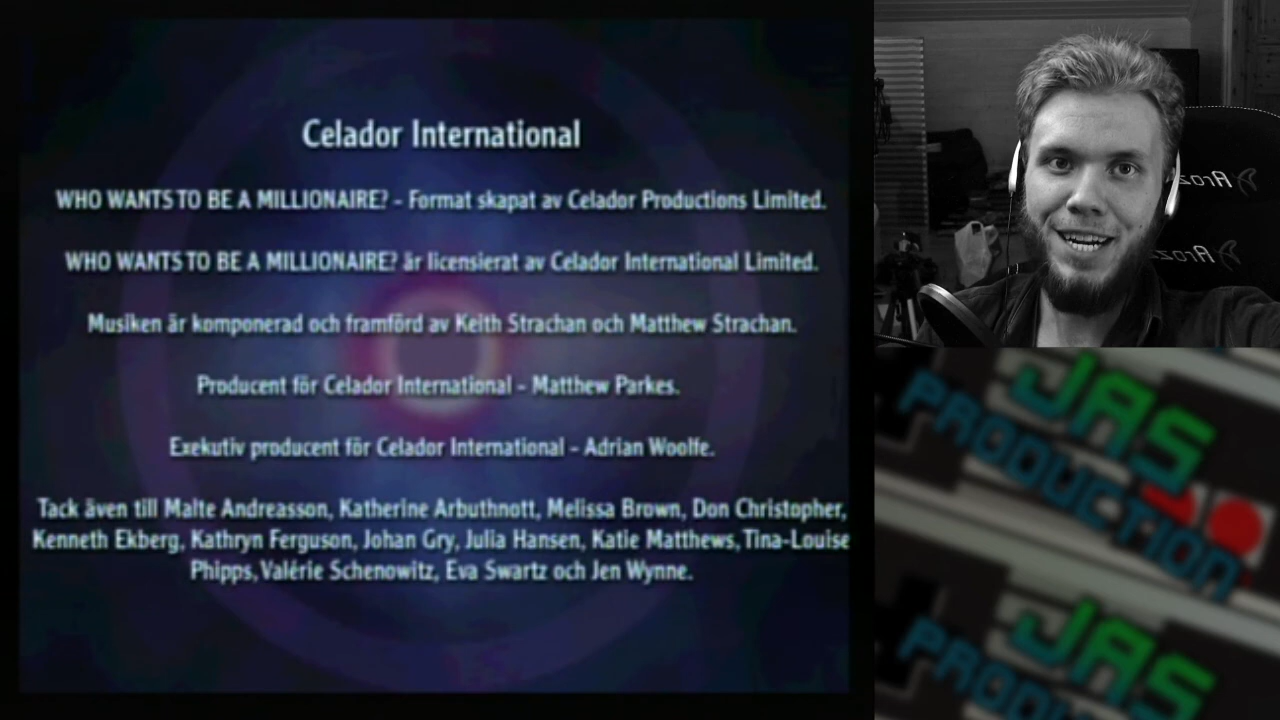 Celador International
WHO WANTS TO BE A MILLIONAIRE? - Format skapat av Celador Productions Limited.
WHO WANTS TO BE A MILLIONAIRE? är licensierat av Celador International Limited.
Musiken är komponerad och framförd av Keith Strachan och Matthew Strachan.
Producent för Celador International - Matthew Parkes.
Exekutiv producent för Celador International - Adrian Woolfe.
Tack även till Malte Andreasson, Katherine Arbuthnott, Melissa Brown, Don Christopher,
Kenneth Ekberg, Kathryn Ferguson, Johan Gry, Julia Hansen, Katie Matthews, Tina-Louise
Phipps, Valérie Schenowitz, Eva Swartz och Jen Wynne.
JAS
PRODUCTION
JAS